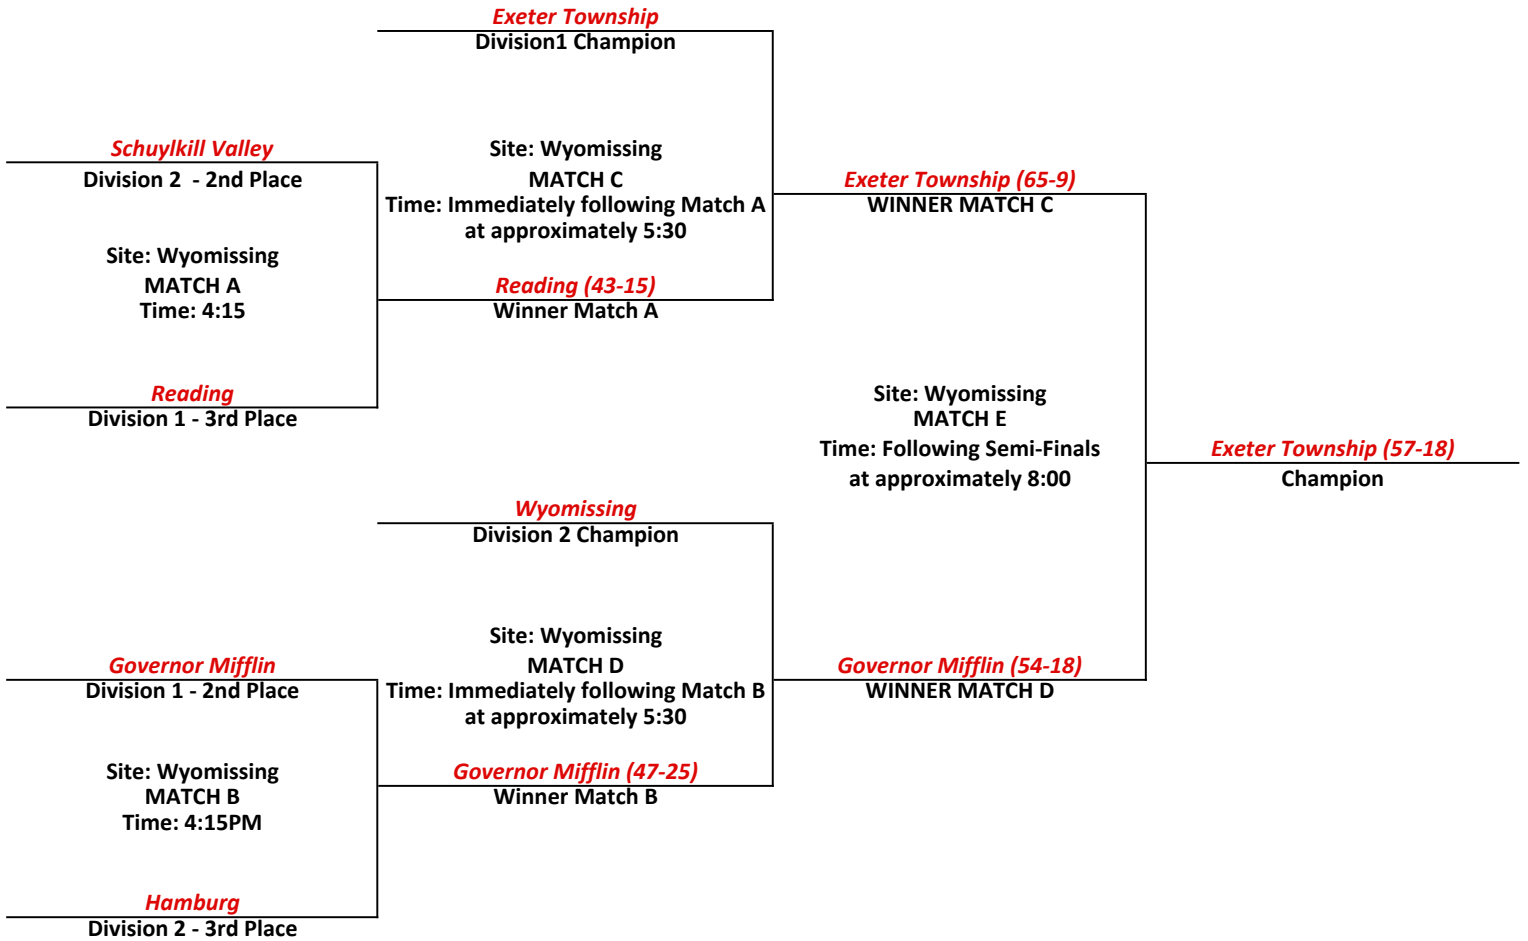 Exeter Township
Division1 Champion
Schuylkill Valley
Division 2  - 2nd Place
Site: Wyomissing
MATCH C
Time: Immediately following Match A
at approximately 5:30
Exeter Township (65-9)
WINNER MATCH C
Site: Wyomissing
MATCH A
Time: 4:15
Reading (43-15)
Winner Match A
Reading
Division 1 - 3rd Place
Site: Wyomissing
MATCH E
Time: Following Semi-Finals
at approximately 8:00
Exeter Township (57-18)
Champion
Wyomissing
Division 2 Champion
Site: Wyomissing
MATCH D
Time: Immediately following Match B
at approximately 5:30
Governor Mifflin
Division 1 - 2nd Place
Governor Mifflin (54-18)
WINNER MATCH D
Site: Wyomissing
MATCH B
Time: 4:15PM
Governor Mifflin (47-25)
Winner Match B
Hamburg
Division 2 - 3rd Place